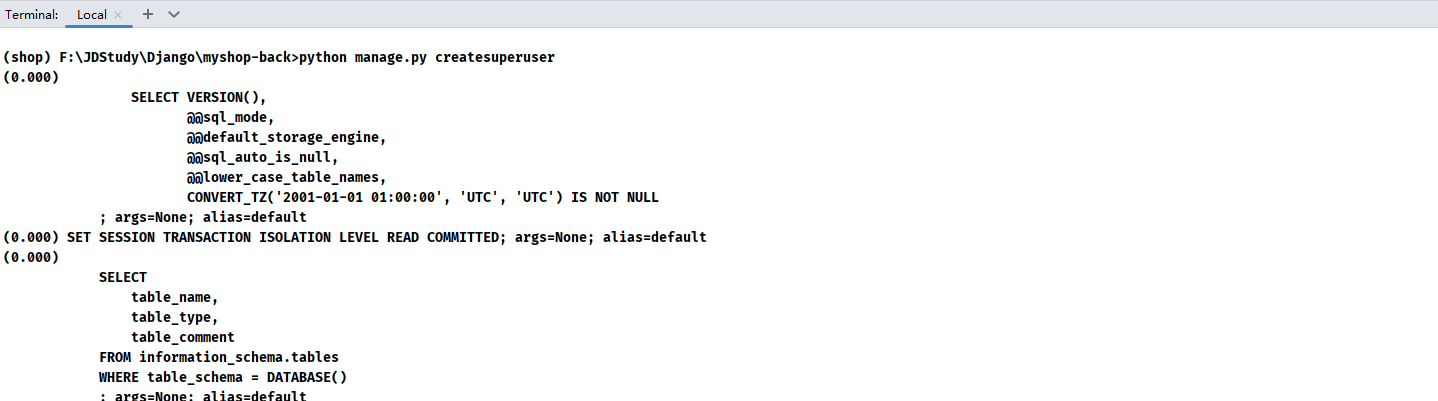 Terminal: Local
(shop) F:\JDStudy\Django\myshop-back>python manage.py createsuperuser
(0.000)
SELECT VERSION(),
@@sql_mode,
@@default_storage_engine,
@@sql_auto_is_null,
@@lower_case_table_names,
CONVERT_TZ('2001-01-01 01:00:00', 'UTC', 'UTC') IS NOT NULL
; args=None; alias=default
(0.000) SET SESSION TRANSACTION ISOLATION LEVEL READ COMMITTED; args=None; alias=default
(0.000)
SELECT
table_name,
table_type,
table_comment
FROM information_schema.tables
WHERE table_schema = DATABASE()
; args=None; alias=default